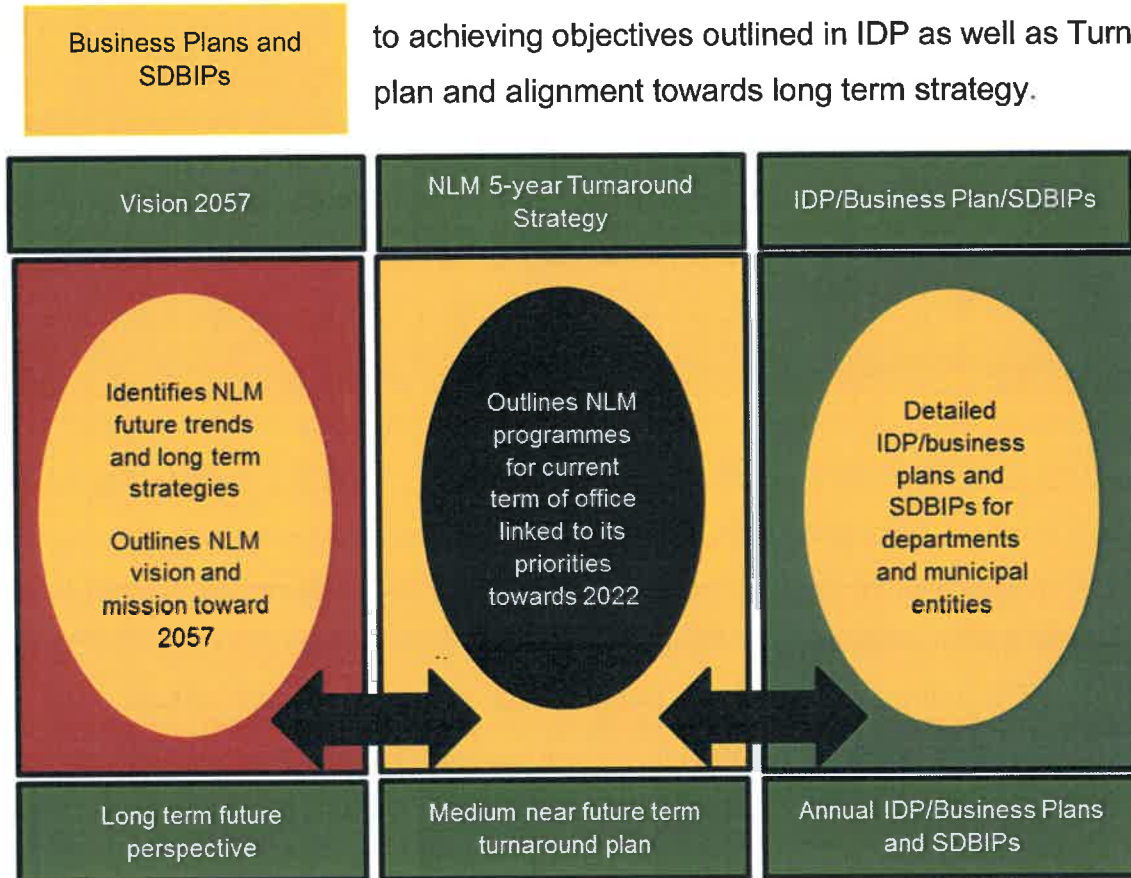 Business Plans and
SDBIPs
to achieving objectives outlined in IDP as well as Turn
plan and alignment towards long term strategy.
Vision 2057
NLM 5-year Turnaround
Strategy
IDP/Business Plan/SDBIPs
Identifies NLM
future trends
and long term
strategies
Outlines NLM
vision and
mission toward
2057
Outlines NLM
programmes
for current
term of office
linked to its
priorities
towards 2022
Detailed
IDP/business
plans and
SDBIPs for
departments
and municipal
entities
Long term future
perspective
Medium near future term
turnaround plan
Annual IDP/Business Plans
and SDBIPs